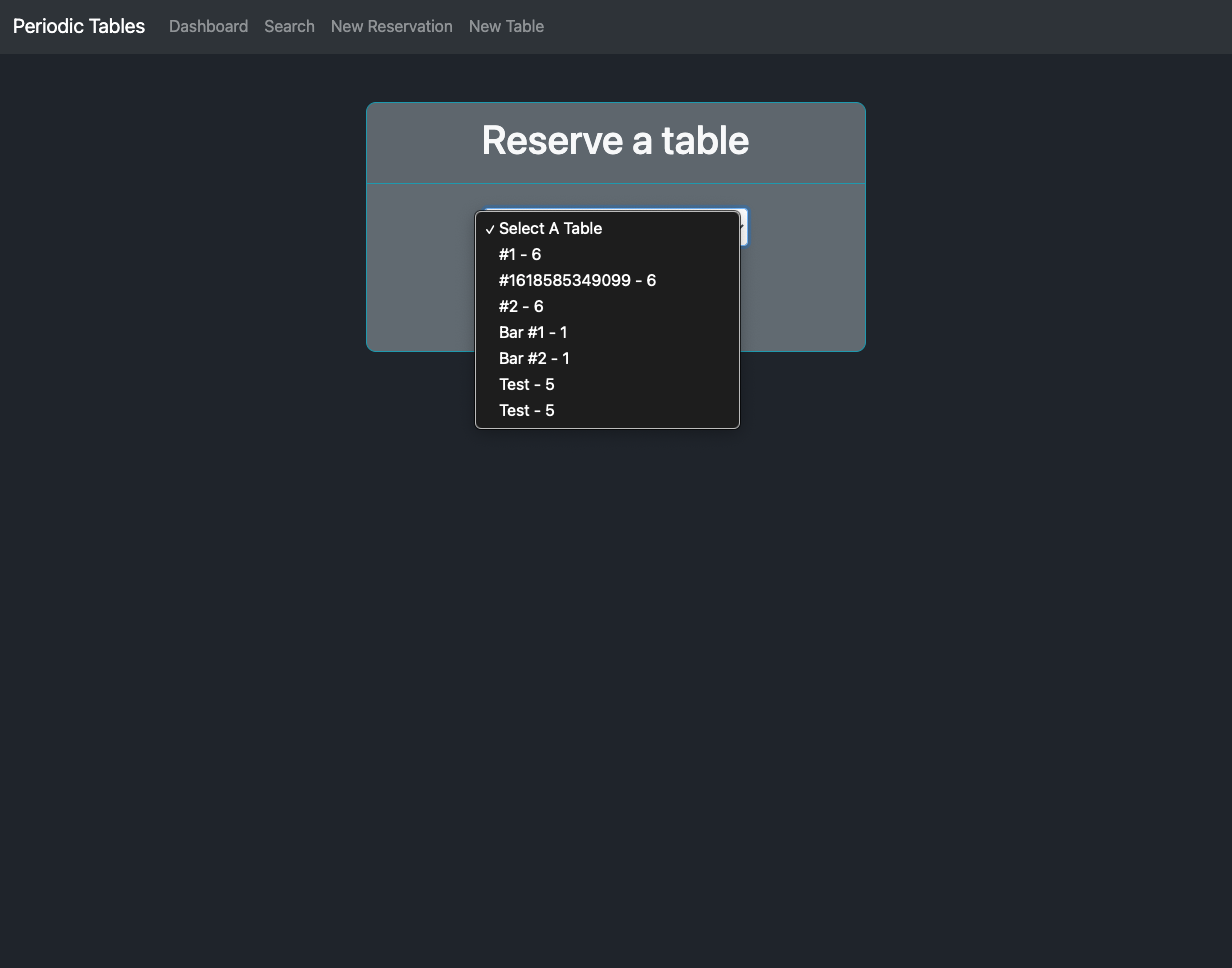 Periodic Tables Dashboard Search New Reservation New Table
Reserve a table
✓ Select A Table
#1 - 6
#1618585349099 - 6
#2 - 6
Bar #1 - 1
Bar #2 - 1
Test - 5
Test - 5